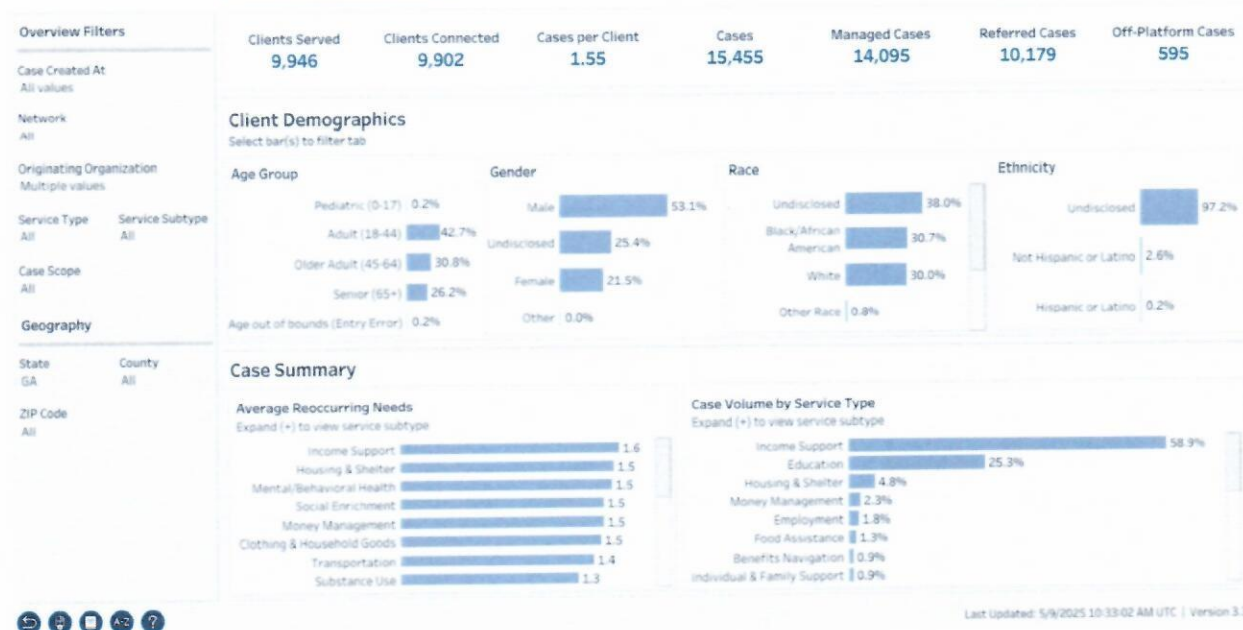 Overview Filters
Case Created At
All values
Network
All
Originating Organization
Multiple values
Service Type Service Subtype
All All
Case Scope
All
Geography
State County
GA All
ZIP Code
All
Clients Served Clients Connected Cases per Client Cases Managed Cases Referred Cases Off-Platform Cases
9,946 9,902 1.55 15,455 14,095 10,179 595
Client Demographics
Select bar(s) to filter tab
Age Group
Pediatric (0-17) 0.2%
Adult (18-44) 42.7%
Older Adult (45-64) 30.8%
Senior (65+) 26.2%
Age out of bounds (Entry Error) 0.2%
Gender
Male 53.1%
Undisclosed 25.4%
Female 21.5%
Other 0.0%
Race
Undisclosed 38.0%
Black/African
American 30.7%
White 30.0%
Other Race 0.8%
Ethnicity
Undisclosed 97.2%
Not Hispanic or Latino 2.6%
Hispanic or Latino 0.2%
Case Summary
Average Reoccurring Needs
Expand (+) to view service subtype
Income Support 1.6
Housing & Shelter 1.5
Mental/Behavioral Health 1.5
Social Enrichment 1.5
Money Management 1.5
Clothing & Household Goods 1.5
Transportation 1.4
Substance Use 1.3
Case Volume by Service Type
Expand (+) to view service subtype
Income Support 58.9%
Education 25.3%
Housing & Shelter 4.8%
Money Management 2.3%
Employment 1.8%
Food Assistance 1.3%
Benefits Navigation 0.9%
Individual & Family Support 0.9%
A-Z ?
Last Updated: 5/9/2025 10:33:02 AM UTC | Version 3.